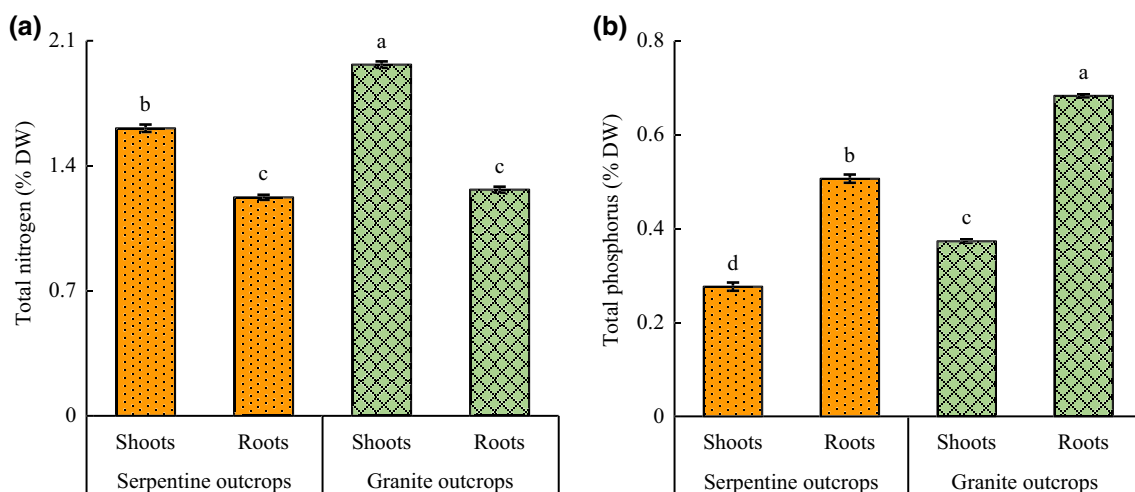 (a)
2.1
1.4
0.7
0
Total nitrogen (% DW)
b
c
a
c
Shoots Roots Shoots Roots
Serpentine outcrops Granite outcrops
(b)
0.8
0.6
0.4
0.2
0
Total phosphorus (% DW)
d
b
c
a
Shoots Roots Shoots Roots
Serpentine outcrops Granite outcrops